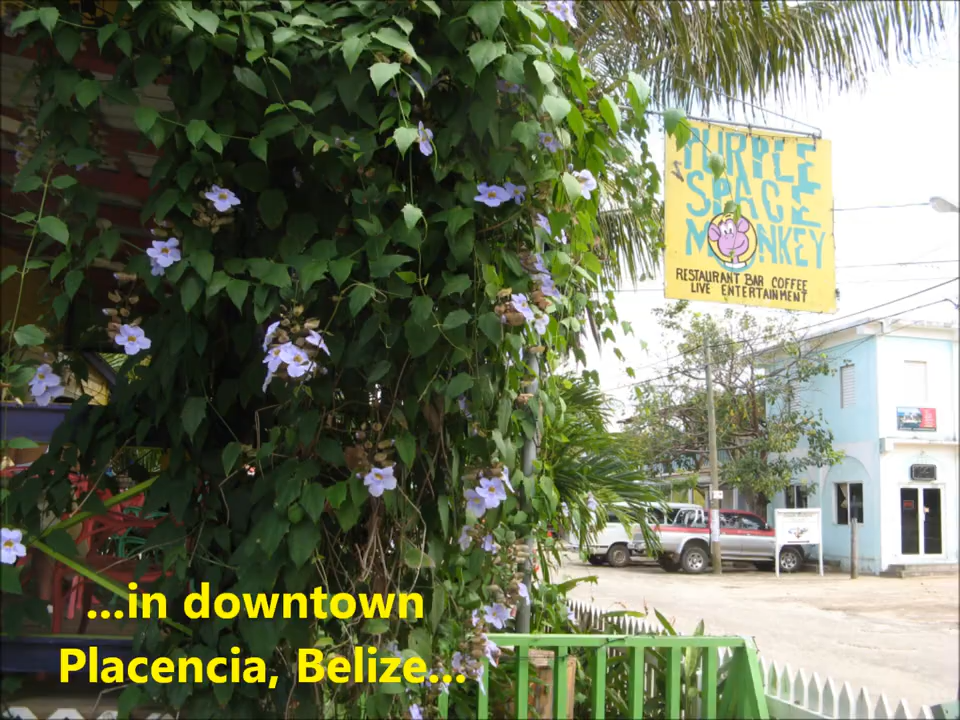 PURPLE
SPACE
MONKEY
RESTAURANT BAR COFFEE
LIVE ENTERTAINMENT
...in downtown
Placencia, Belize...